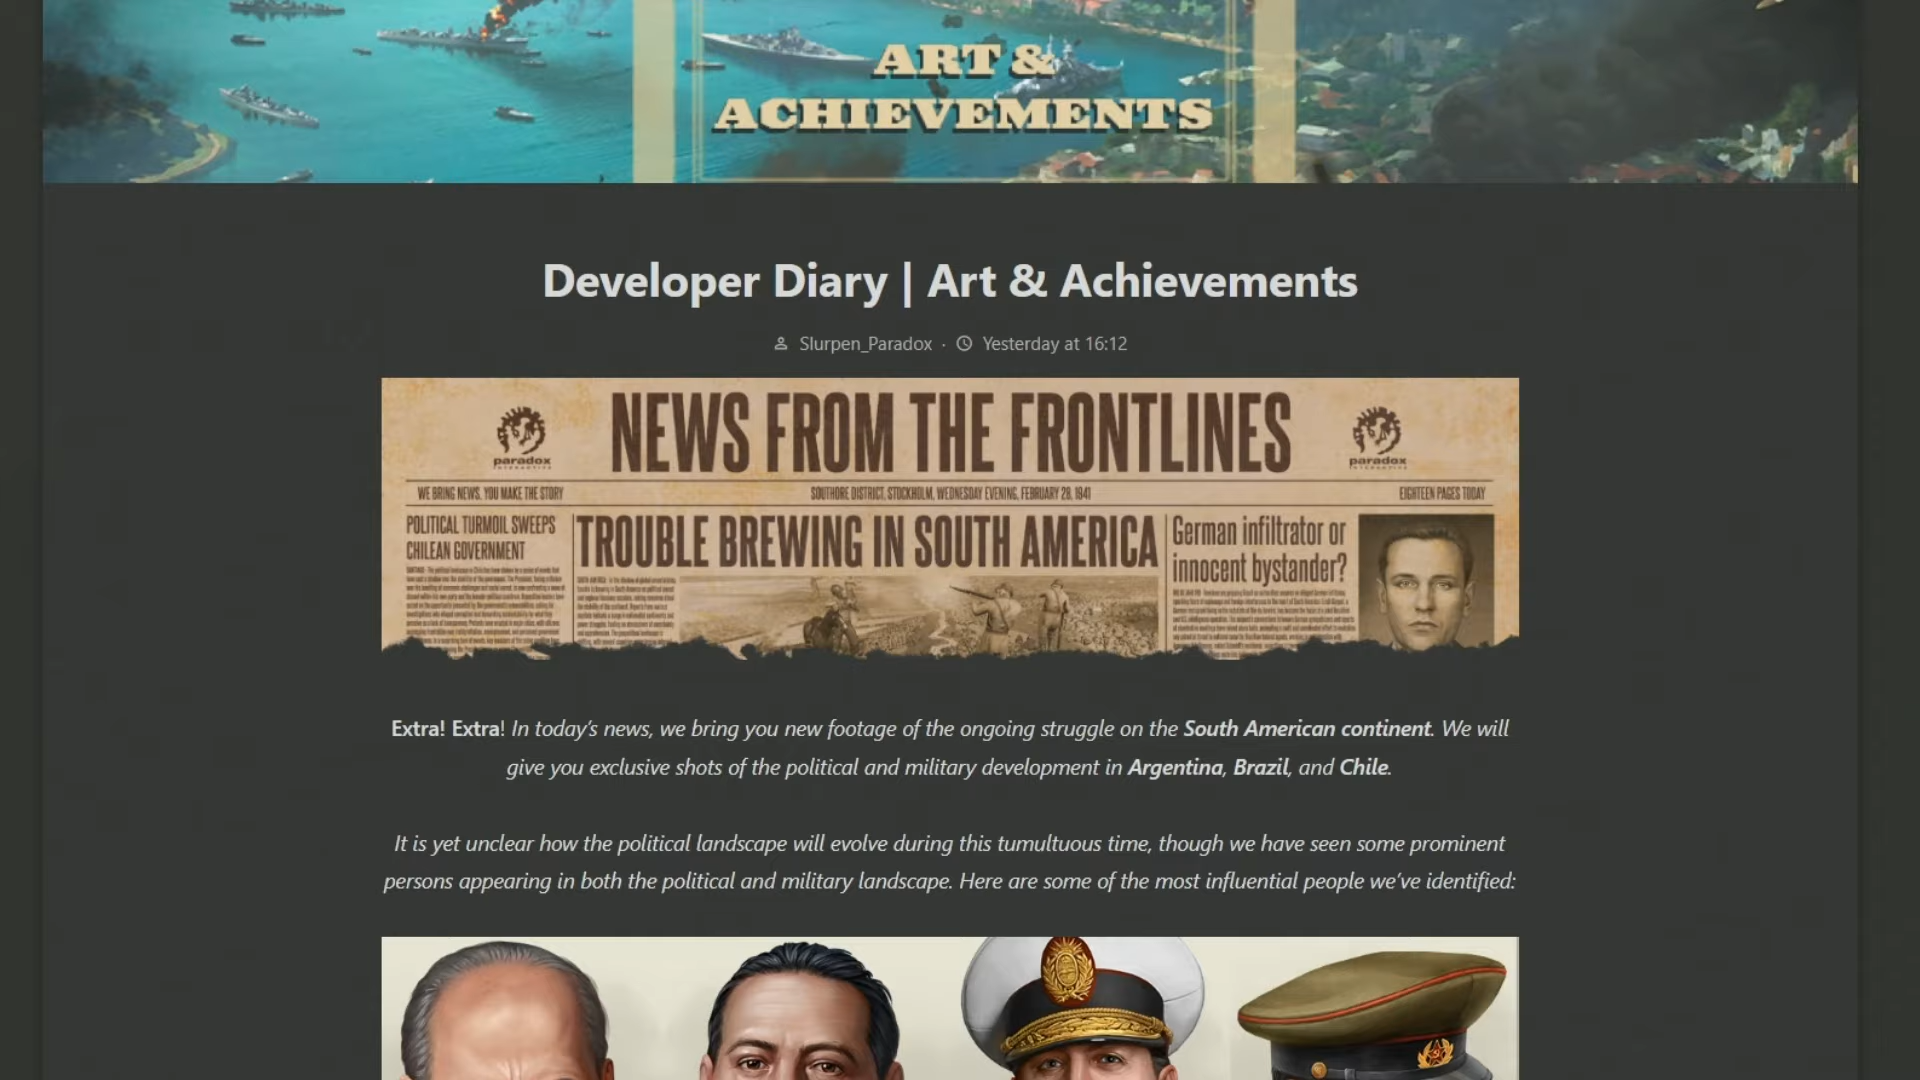 ART &
ACHIEVEMENTS
Developer Diary | Art & Achievements
Slurpen_Paradox · Yesterday at 16:12
paradox
NEWS FROM THE FRONTLINES
paradox
WE BRING NEWS, YOU MAKE THE STORY
SOUTHORE DISTRICT, STOCKHOLM, WEDNESDAY EVENING, FEBRUARY 28, 1941
EIGHTEEN PAGES TODAY
POLITICAL TURMOIL SWEEPS
CHILEAN GOVERNMENT
TROUBLE BREWING IN SOUTH AMERICA
German infiltrator or
innocent bystander?
Extra! Extra! In today’s news, we bring you new footage of the ongoing struggle on the South American continent. We will
give you exclusive shots of the political and military development in Argentina, Brazil, and Chile.
It is yet unclear how the political landscape will evolve during this tumultuous time, though we have seen some prominent
persons appearing in both the political and military landscape. Here are some of the most influential people we’ve identified: